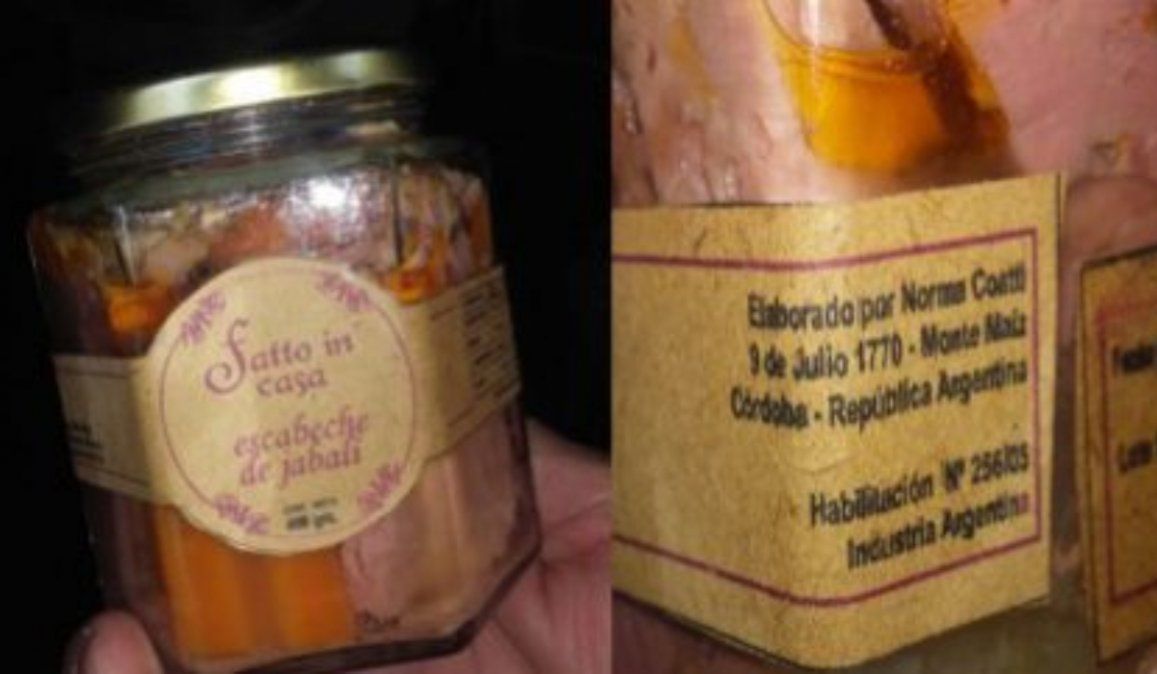 Fatto in
casa
escabeche
de jabalí
Elaborado por Norma Coatti
9 de Julio 1770 - Monte Maíz
Córdoba - República Argentina
Habilitación Nº 256/05
Industria Argentina
Lote